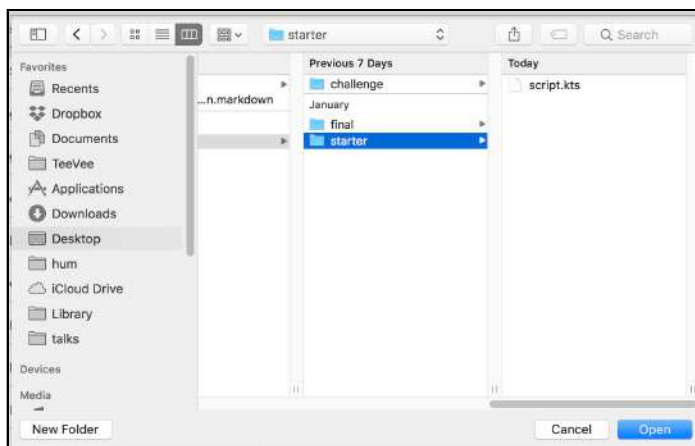 starter
Search
Favorites
Recents
Dropbox
Documents
TeeVee
Applications
Downloads
Desktop
hum
iCloud Drive
Library
talks
Devices
Media
...n.markdown
Previous 7 Days
challenge
January
final
starter
Today
script.kts
New Folder
Cancel
Open